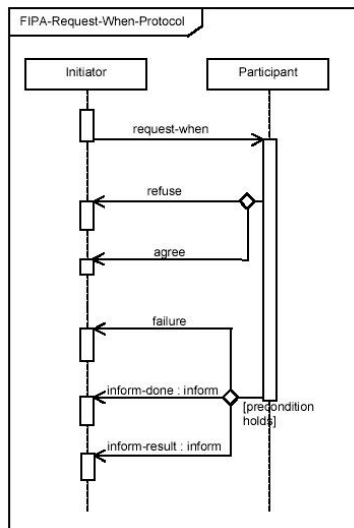 FIPA-Request-When-Protocol
Initiator
Participant
request-when
refuse
agree
failure
inform-done : inform
[precondition
holds]
inform-result : inform